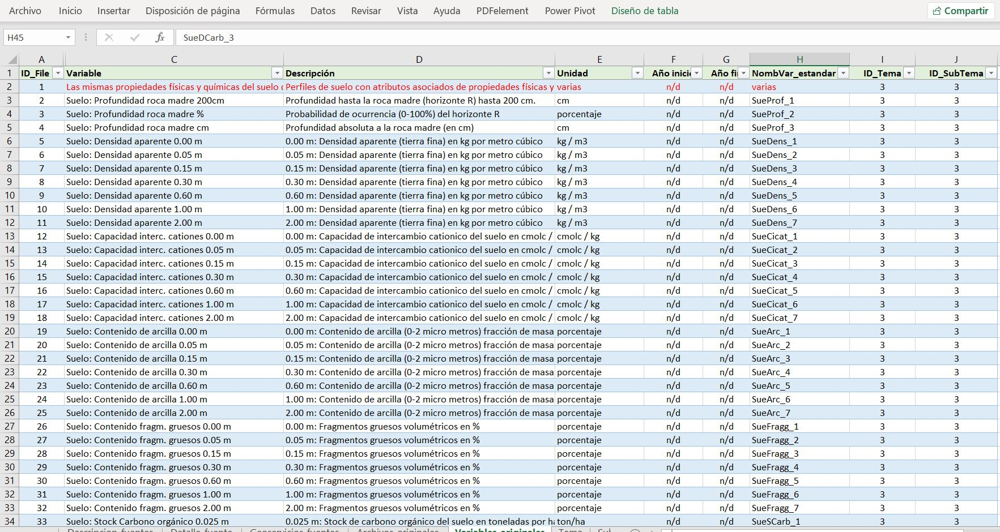 Archivo Inicio Insertar Disposición de página Fórmulas Datos Revisar Vista Ayuda PDFelement Power Pivot Diseño de tabla Compartir
H45 fx SueDCarb_3
A C D E F G H I J
1 ID_File Variable Descripción Unidad Año inicio Año fi NombVar_estandar ID_Tema ID_SubTema
2 1 Las mismas propiedades físicas y químicas del suelo Perfiles de suelo con atributos asociados de propiedades físicas y varias n/d n/d varias 3 3
3 2 Suelo: Profundidad roca madre 200cm Profundidad hasta la roca madre (horizonte R) hasta 200 cm. cm n/d n/d SueProf_1 3 3
4 3 Suelo: Profundidad roca madre % Probabilidad de ocurrencia (0-100%) del horizonte R porcentaje n/d n/d SueProf_2 3 3
5 4 Suelo: Profundidad roca madre cm Profundidad absoluta a la roca madre (en cm) cm n/d n/d SueProf_3 3 3
6 5 Suelo: Densidad aparente 0.00 m 0.00 m: Densidad aparente (tierra fina) en kg por metro cúbico kg / m3 n/d n/d SueDens_1 3 3
7 6 Suelo: Densidad aparente 0.05 m 0.05 m: Densidad aparente (tierra fina) en kg por metro cúbico kg / m3 n/d n/d SueDens_2 3 3
8 7 Suelo: Densidad aparente 0.15 m 0.15 m: Densidad aparente (tierra fina) en kg por metro cúbico kg / m3 n/d n/d SueDens_3 3 3
9 8 Suelo: Densidad aparente 0.30 m 0.30 m: Densidad aparente (tierra fina) en kg por metro cúbico kg / m3 n/d n/d SueDens_4 3 3
10 9 Suelo: Densidad aparente 0.60 m 0.60 m: Densidad aparente (tierra fina) en kg por metro cúbico kg / m3 n/d n/d SueDens_5 3 3
11 10 Suelo: Densidad aparente 1.00 m 1.00 m: Densidad aparente (tierra fina) en kg por metro cúbico kg / m3 n/d n/d SueDens_6 3 3
12 11 Suelo: Densidad aparente 2.00 m 2.00 m: Densidad aparente (tierra fina) en kg por metro cúbico kg / m3 n/d n/d SueDens_7 3 3
13 12 Suelo: Capacidad interc. cationes 0.00 m 0.00 m: Capacidad de intercambio cationico del suelo en cmolc / cmolc / kg n/d n/d SueCicat_1 3 3
14 13 Suelo: Capacidad interc. cationes 0.05 m 0.05 m: Capacidad de intercambio cationico del suelo en cmolc / cmolc / kg n/d n/d SueCicat_2 3 3
15 14 Suelo: Capacidad interc. cationes 0.15 m 0.15 m: Capacidad de intercambio cationico del suelo en cmolc / cmolc / kg n/d n/d SueCicat_3 3 3
16 15 Suelo: Capacidad interc. cationes 0.30 m 0.30 m: Capacidad de intercambio cationico del suelo en cmolc / cmolc / kg n/d n/d SueCicat_4 3 3
17 16 Suelo: Capacidad interc. cationes 0.60 m 0.60 m: Capacidad de intercambio cationico del suelo en cmolc / cmolc / kg n/d n/d SueCicat_5 3 3
18 17 Suelo: Capacidad interc. cationes 1.00 m 1.00 m: Capacidad de intercambio cationico del suelo en cmolc / cmolc / kg n/d n/d SueCicat_6 3 3
19 18 Suelo: Capacidad interc. cationes 2.00 m 2.00 m: Capacidad de intercambio cationico del suelo en cmolc / cmolc / kg n/d n/d SueCicat_7 3 3
20 19 Suelo: Contenido de arcilla 0.00 m 0.00 m: Contenido de arcilla (0-2 micro metros) fracción de masa porcentaje n/d n/d SueArc_1 3 3
21 20 Suelo: Contenido de arcilla 0.05 m 0.05 m: Contenido de arcilla (0-2 micro metros) fracción de masa porcentaje n/d n/d SueArc_2 3 3
22 21 Suelo: Contenido de arcilla 0.15 m 0.15 m: Contenido de arcilla (0-2 micro metros) fracción de masa porcentaje n/d n/d SueArc_3 3 3
23 22 Suelo: Contenido de arcilla 0.30 m 0.30 m: Contenido de arcilla (0-2 micro metros) fracción de masa porcentaje n/d n/d SueArc_4 3 3
24 23 Suelo: Contenido de arcilla 0.60 m 0.60 m: Contenido de arcilla (0-2 micro metros) fracción de masa porcentaje n/d n/d SueArc_5 3 3
25 24 Suelo: Contenido de arcilla 1.00 m 1.00 m: Contenido de arcilla (0-2 micro metros) fracción de masa porcentaje n/d n/d SueArc_6 3 3
26 25 Suelo: Contenido de arcilla 2.00 m 2.00 m: Contenido de arcilla (0-2 micro metros) fracción de masa porcentaje n/d n/d SueArc_7 3 3
27 26 Suelo: Contenido fragm. gruesos 0.00 m 0.00 m: Fragmentos gruesos volumétricos en % porcentaje n/d n/d SueFragg_1 3 3
28 27 Suelo: Contenido fragm. gruesos 0.05 m 0.05 m: Fragmentos gruesos volumétricos en % porcentaje n/d n/d SueFragg_2 3 3
29 28 Suelo: Contenido fragm. gruesos 0.15 m 0.15 m: Fragmentos gruesos volumétricos en % porcentaje n/d n/d SueFragg_3 3 3
30 29 Suelo: Contenido fragm. gruesos 0.30 m 0.30 m: Fragmentos gruesos volumétricos en % porcentaje n/d n/d SueFragg_4 3 3
31 30 Suelo: Contenido fragm. gruesos 0.60 m 0.60 m: Fragmentos gruesos volumétricos en % porcentaje n/d n/d SueFragg_5 3 3
32 31 Suelo: Contenido fragm. gruesos 1.00 m 1.00 m: Fragmentos gruesos volumétricos en % porcentaje n/d n/d SueFragg_6 3 3
33 32 Suelo: Contenido fragm. gruesos 2.00 m 2.00 m: Fragmentos gruesos volumétricos en % porcentaje n/d n/d SueFragg_7 3 3
34 33 Suelo: Stock Carbono orgánico 0.025 m 0.025 m: Stock de carbono orgánico del suelo en toneladas por ha ton/ha n/d n/d SueSCarb_1 3 3
Descripcion_fuentes Detalle_fuente Geoservicios_fuentes Archivos_originales Variables_originales Tema Sub